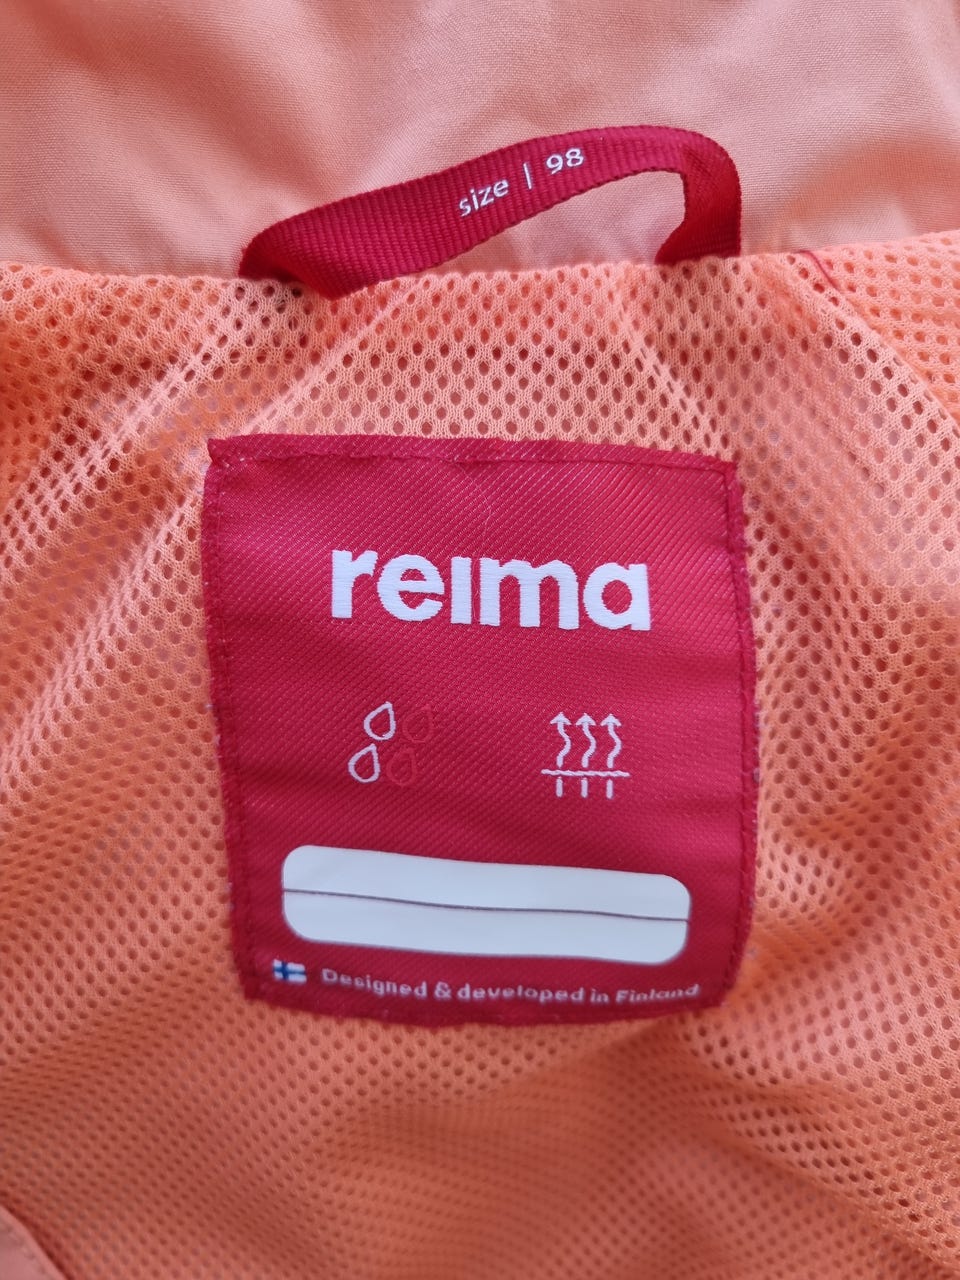 size | 98
reima
Designed & developed in Finland